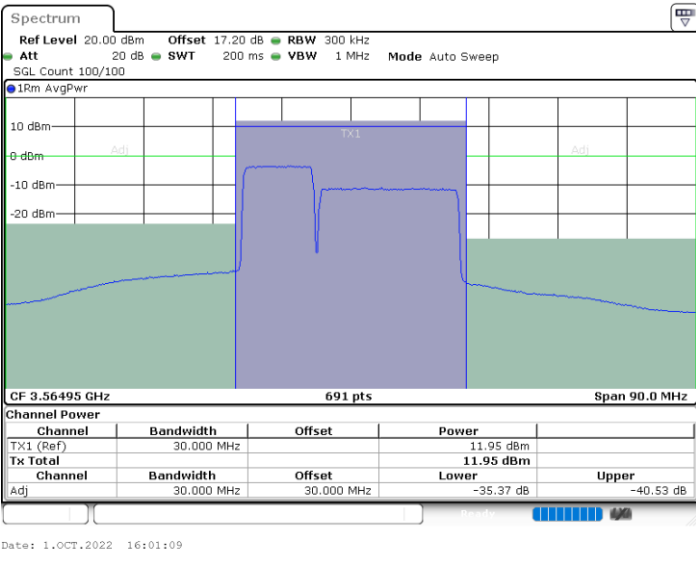 Spectrum
Ref Level 20.00 dBm Offset 17.20 dB RBW 300 kHz
Att 20 dB SWT 200 ms VBW 1 MHz Mode Auto Sweep
SGL Count 100/100
1Rm AvgPwr
10 dBm
TX1
Adj
Adj
0 dBm
-10 dBm
-20 dBm
CF 3.56495 GHz 691 pts Span 90.0 MHz
Channel Power
Channel Bandwidth Offset Power
TX1 (Ref) 30.000 MHz 11.95 dBm
Tx Total 11.95 dBm
Channel Bandwidth Offset Lower Upper
Adj 30.000 MHz 30.000 MHz -35.37 dB -40.53 dB
Ready
Date: 1.OCT.2022 16:01:09